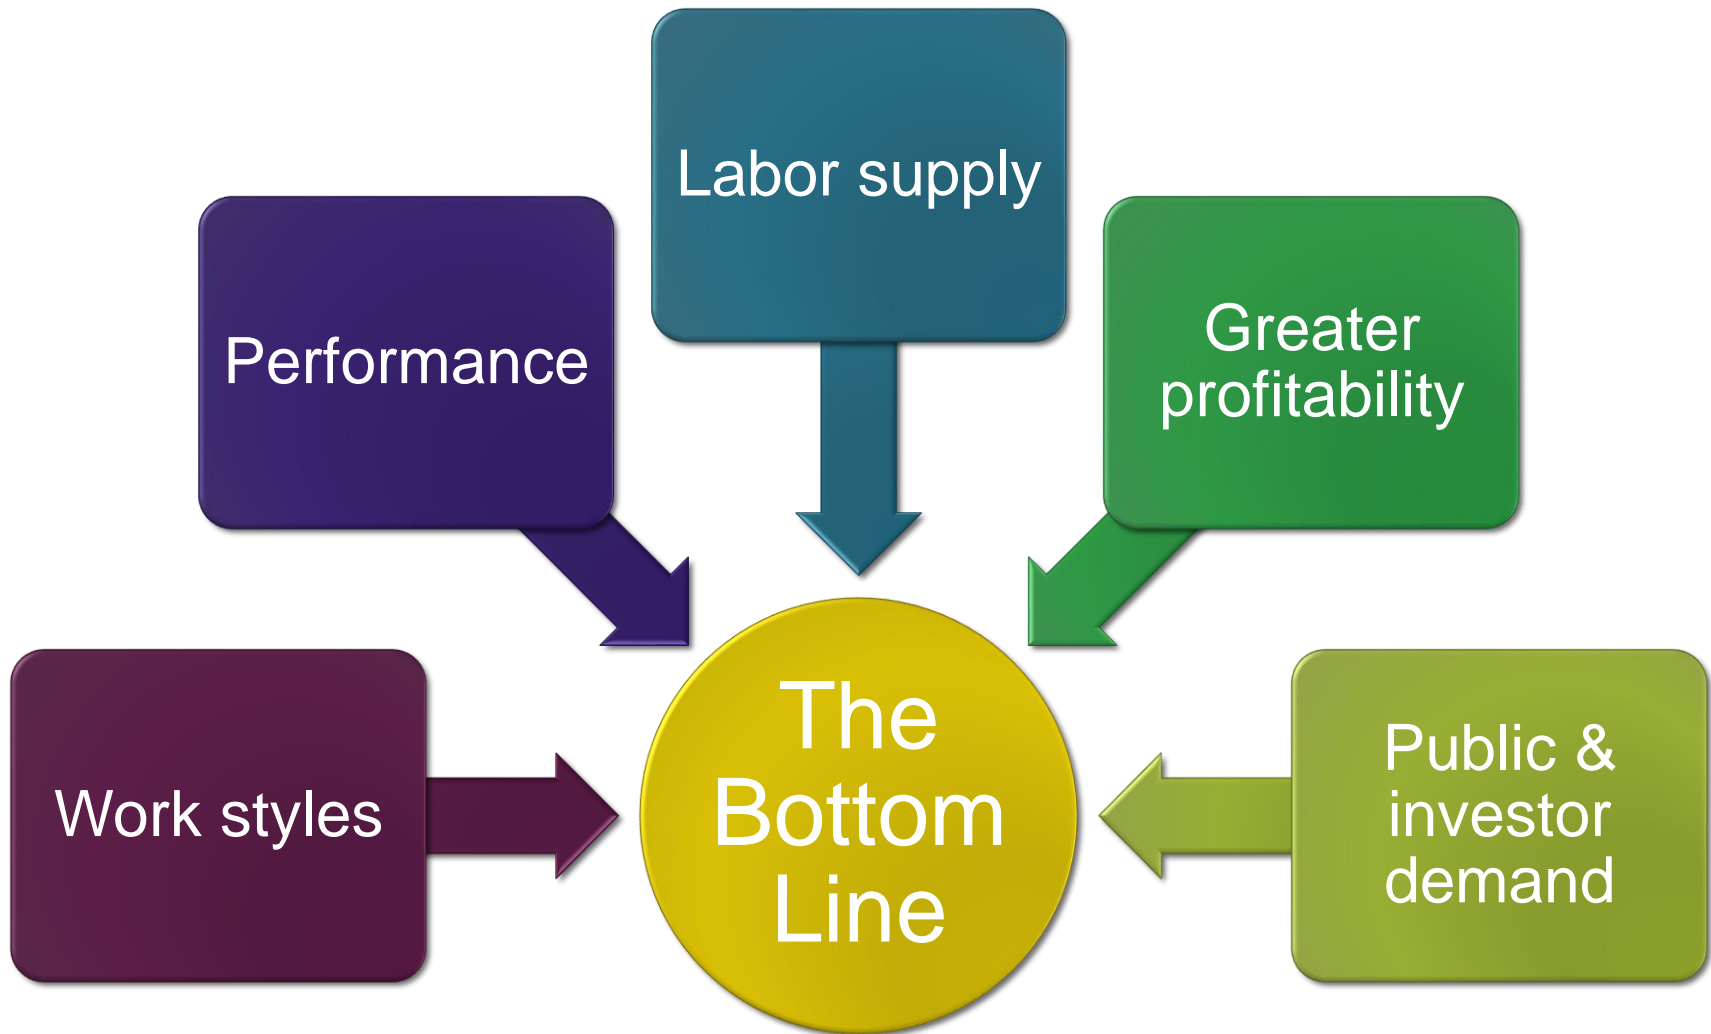 Labor supply
Performance
Greater
profitability
Work styles
The
Bottom
Line
Public &
investor
demand